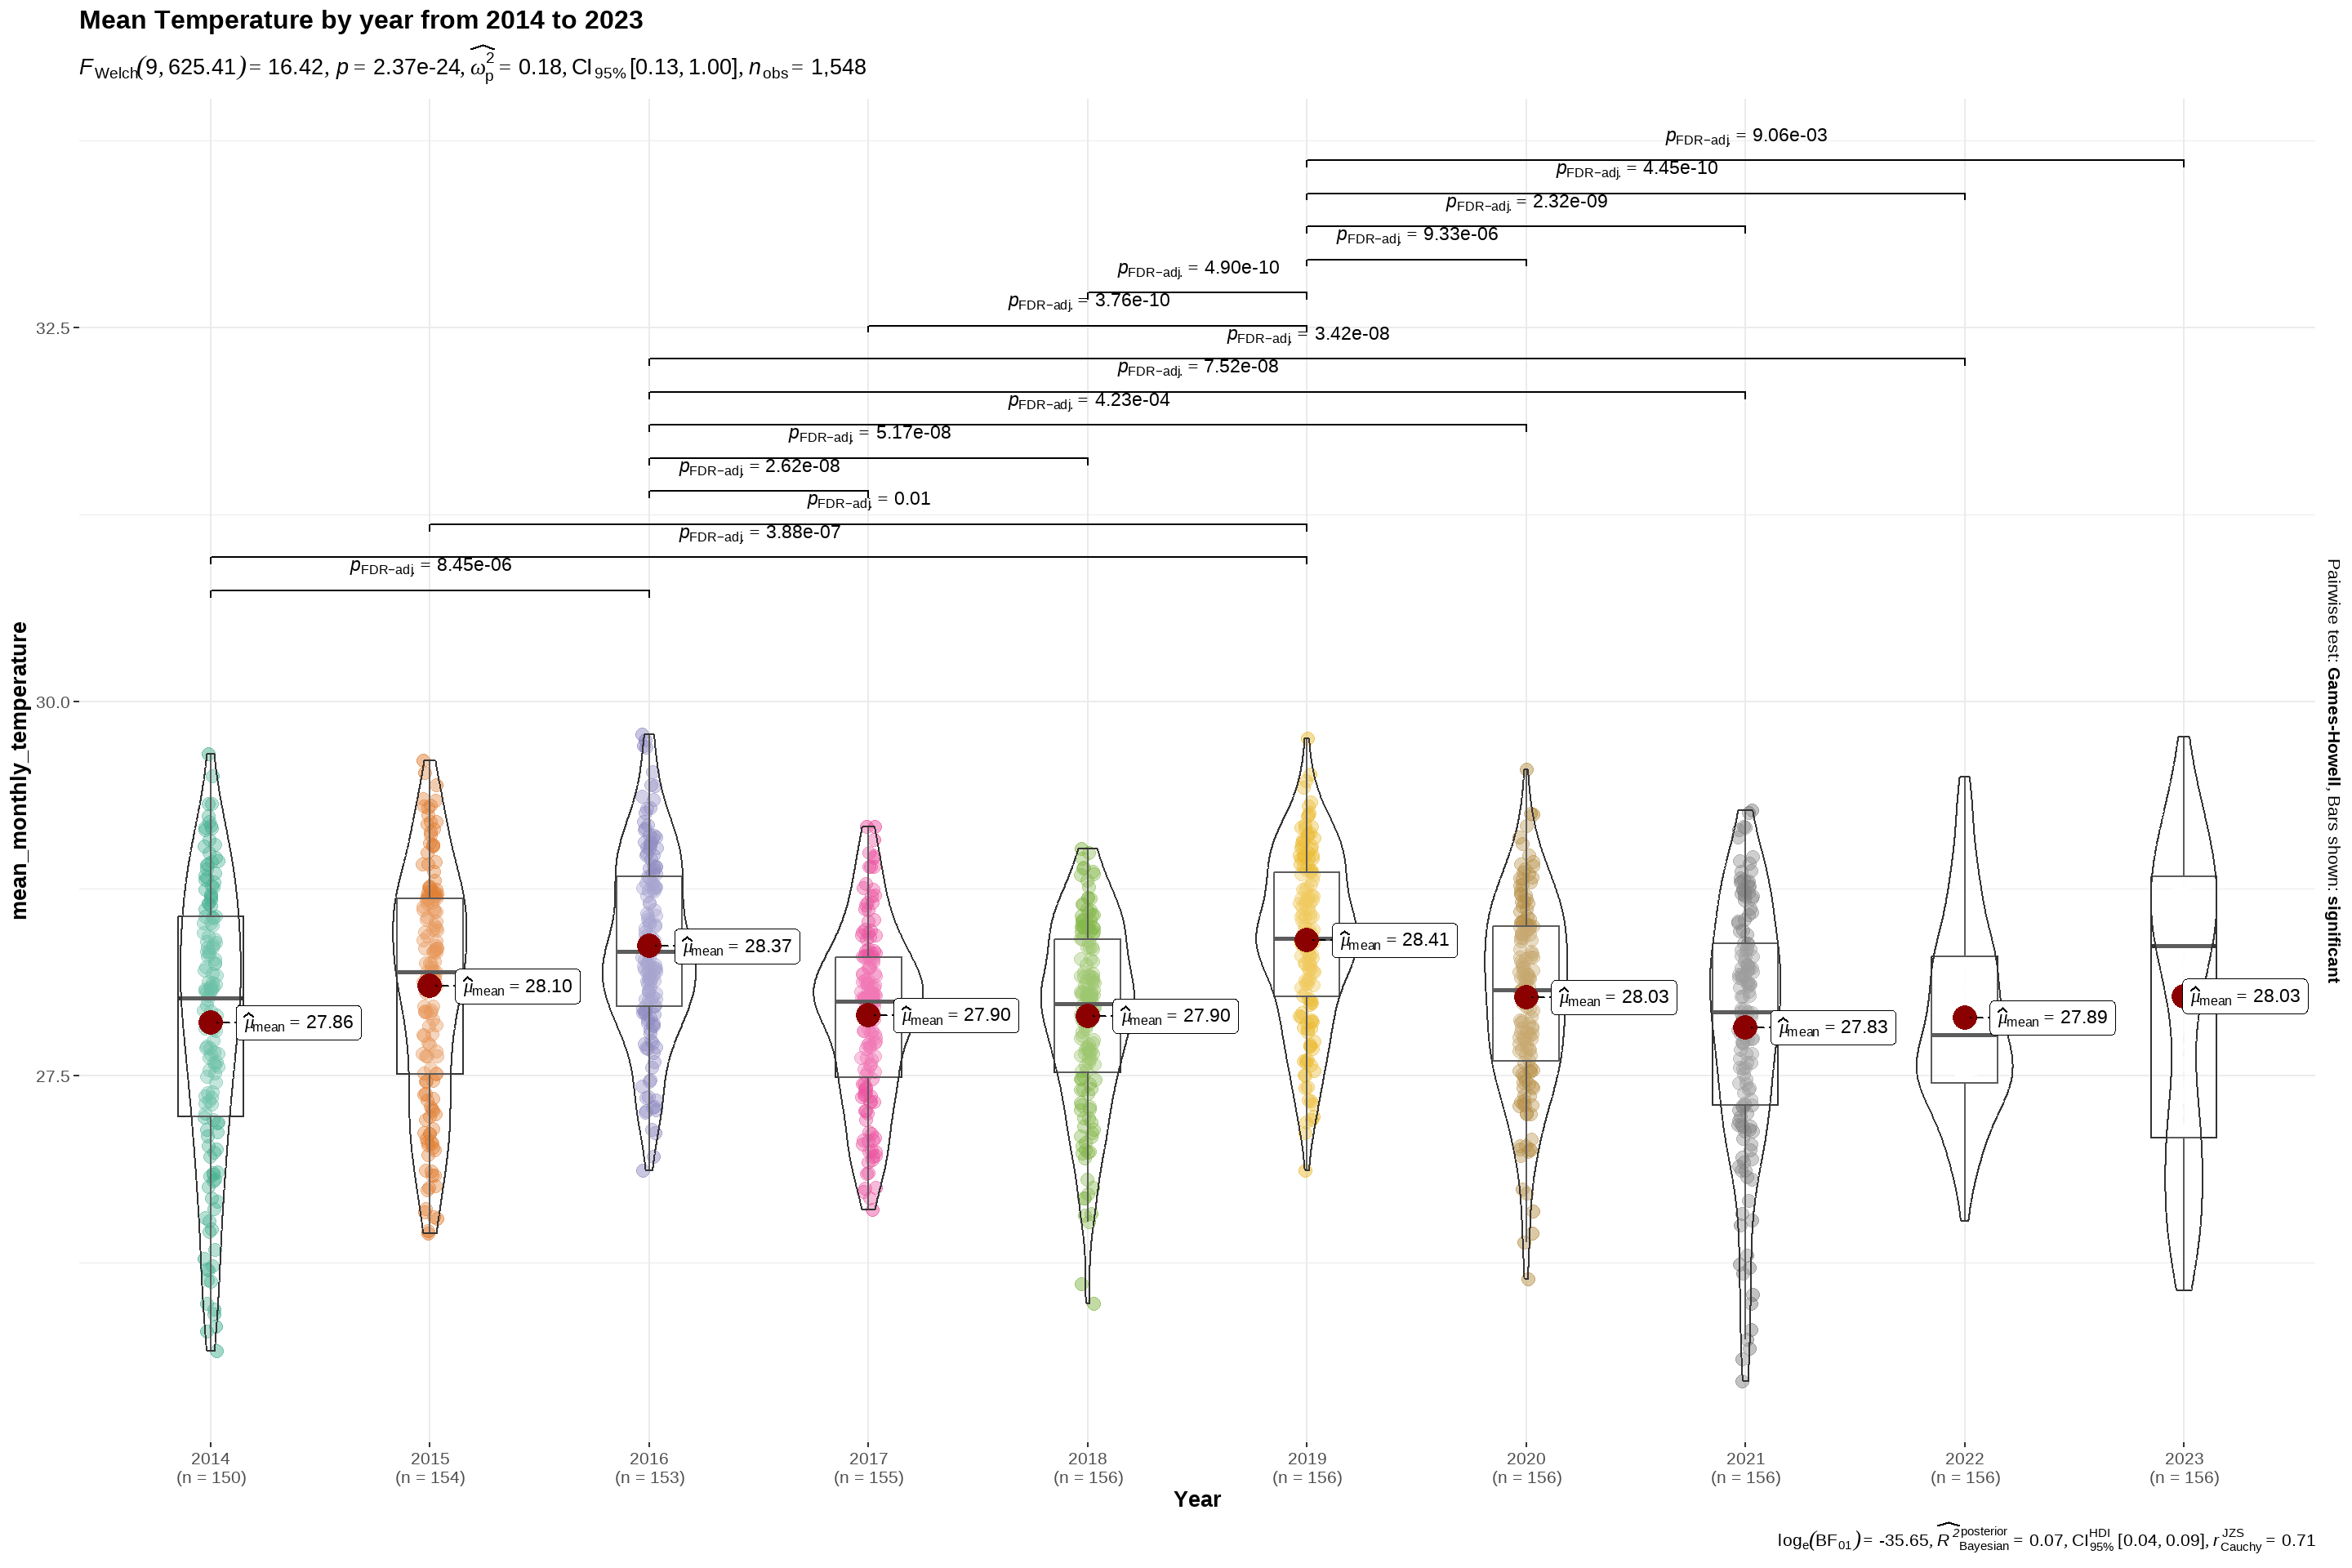 Mean Temperature by year from 2014 to 2023
F Welch(9, 625.41) = 16.42, p = 2.37e-24, ω̂²p = 0.18, CI95% [0.13, 1.00], nobs = 1,548
pFDR−adj. = 9.06e-03
pFDR−adj. = 4.45e-10
pFDR−adj. = 2.32e-09
pFDR−adj. = 9.33e-06
pFDR−adj. = 4.90e-10
pFDR−adj. = 3.76e-10
pFDR−adj. = 3.42e-08
pFDR−adj. = 7.52e-08
pFDR−adj. = 4.23e-04
pFDR−adj. = 5.17e-08
pFDR−adj. = 2.62e-08
pFDR−adj. = 0.01
pFDR−adj. = 3.88e-07
pFDR−adj. = 8.45e-06
32.5
30.0
27.5
mean_monthly_temperature
μ̂mean = 27.86
μ̂mean = 28.10
μ̂mean = 28.37
μ̂mean = 27.90
μ̂mean = 27.90
μ̂mean = 28.41
μ̂mean = 28.03
μ̂mean = 27.83
μ̂mean = 27.89
μ̂mean = 28.03
Pairwise test: Games-Howell, Bars shown: significant
2014
(n = 150)
2015
(n = 154)
2016
(n = 153)
2017
(n = 155)
2018
(n = 156)
2019
(n = 156)
2020
(n = 156)
2021
(n = 156)
2022
(n = 156)
2023
(n = 156)
Year
loge(BF01) = -35.65, R̂² posterior Bayesian = 0.07, CI HDI 95% [0.04, 0.09], r JZS Cauchy = 0.71